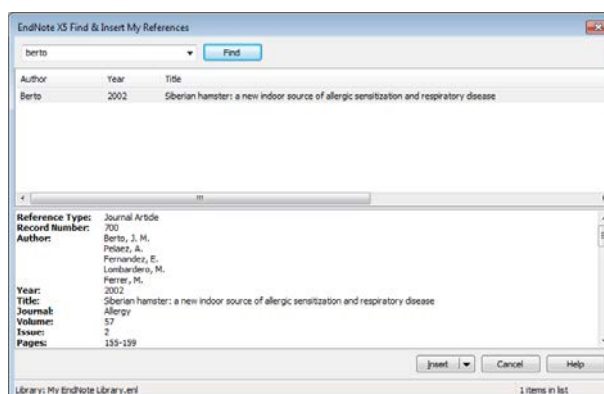 EndNote X5 Find & Insert My References
berto Find
Author Year Title
Berto 2002 Siberian hamster: a new indoor source of allergic sensitization and respiratory disease
Reference Type: Journal Article
Record Number: 700
Author: Berto, J. M.
Pelaez, A.
Fernandez, E.
Lombardero, M.
Ferrer, M.
Year: 2002
Title: Siberian hamster: a new indoor source of allergic sensitization and respiratory disease
Journal: Allergy
Volume: 57
Issue: 2
Pages: 155-159
Insert Cancel Help
Library: My EndNote Library.enl 1 items in list